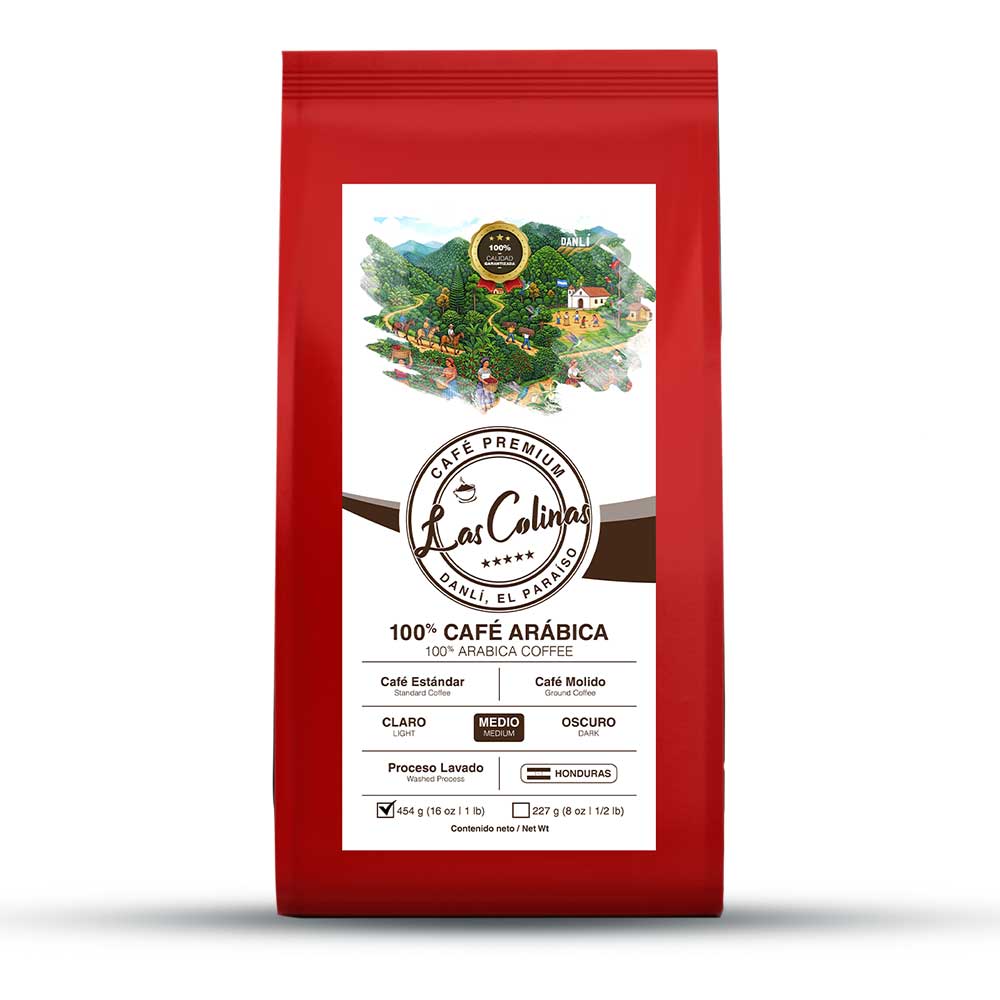 DANLÍ
100%
CALIDAD
GARANTIZADA
CAFÉ PREMIUM
Las Colinas
DANLÍ, EL PARAÍSO
100% CAFÉ ARÁBICA
100% ARABICA COFFEE
Café Estándar
Standard Coffee
Café Molido
Ground Coffee
CLARO
LIGHT
MEDIO
MEDIUM
OSCURO
DARK
Proceso Lavado
Washed Process
HONDURAS
454 g (16 oz | 1 lb)
227 g (8 oz | 1/2 lb)
Contenido neto / Net Wt